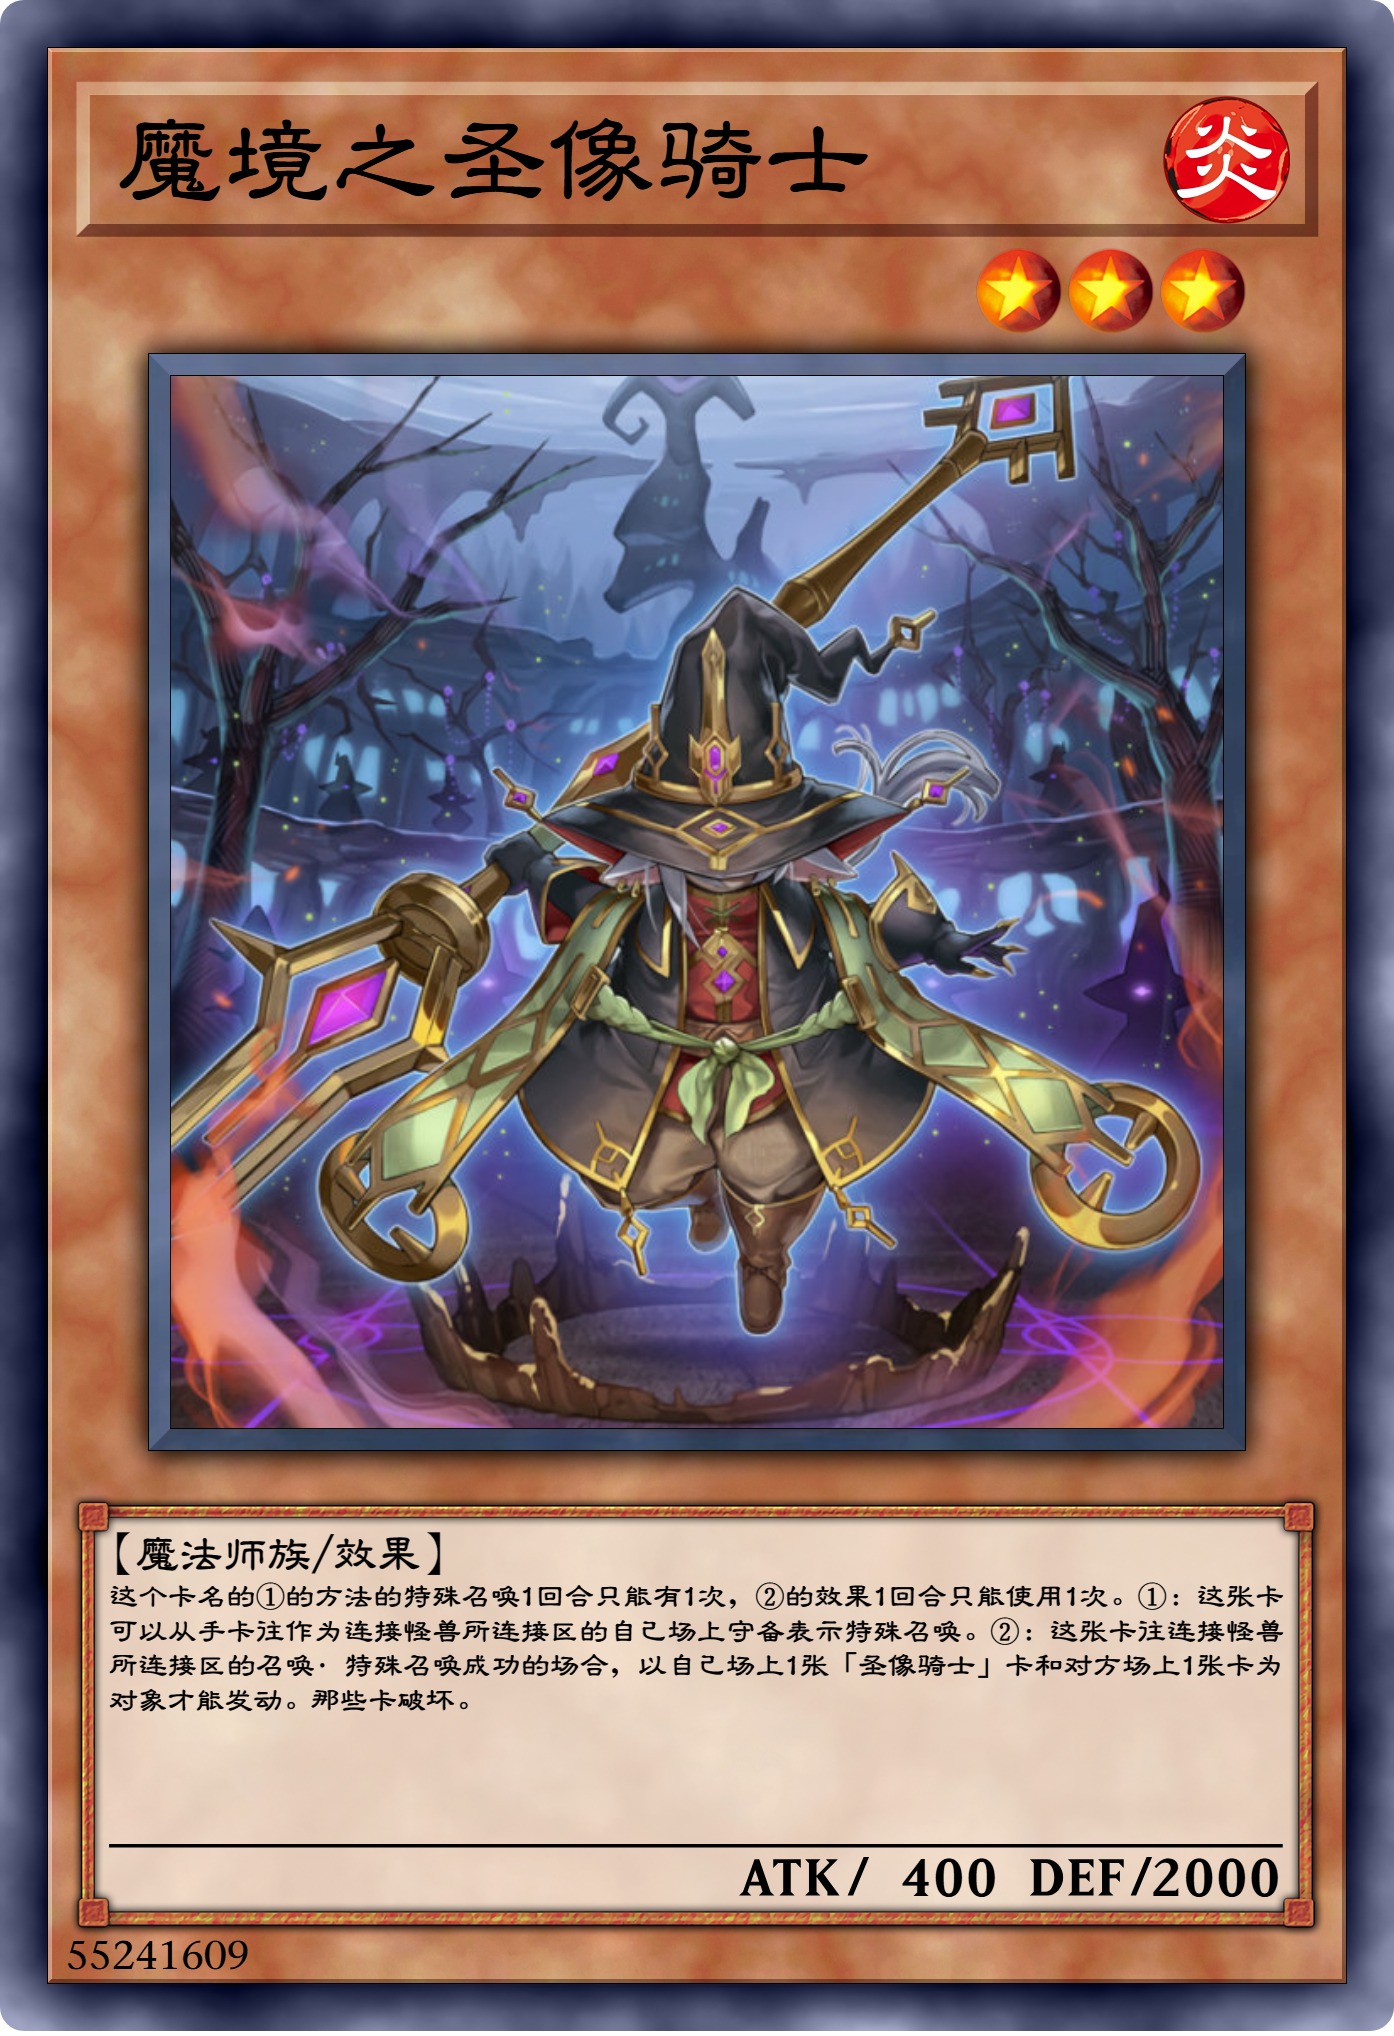 魔境之圣像骑士
炎
【魔法师族/效果】
这个卡名的①的方法的特殊召唤1回合只能有1次，②的效果1回合只能使用1次。①：这张卡
可以从手卡往作为连接怪兽所连接区的自己场上守备表示特殊召唤。②：这张卡往连接怪兽
所连接区的召唤·特殊召唤成功的场合，以自己场上1张「圣像骑士」卡和对方场上1张卡为
对象才能发动。那些卡破坏。
ATK/ 400 DEF/2000
55241609